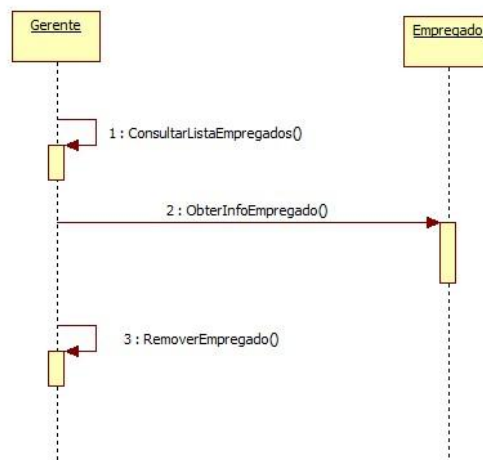 Gerente
Empregado
1 : ConsultarListaEmpregados()
2 : ObterInfoEmpregado()
3 : RemoverEmpregado()